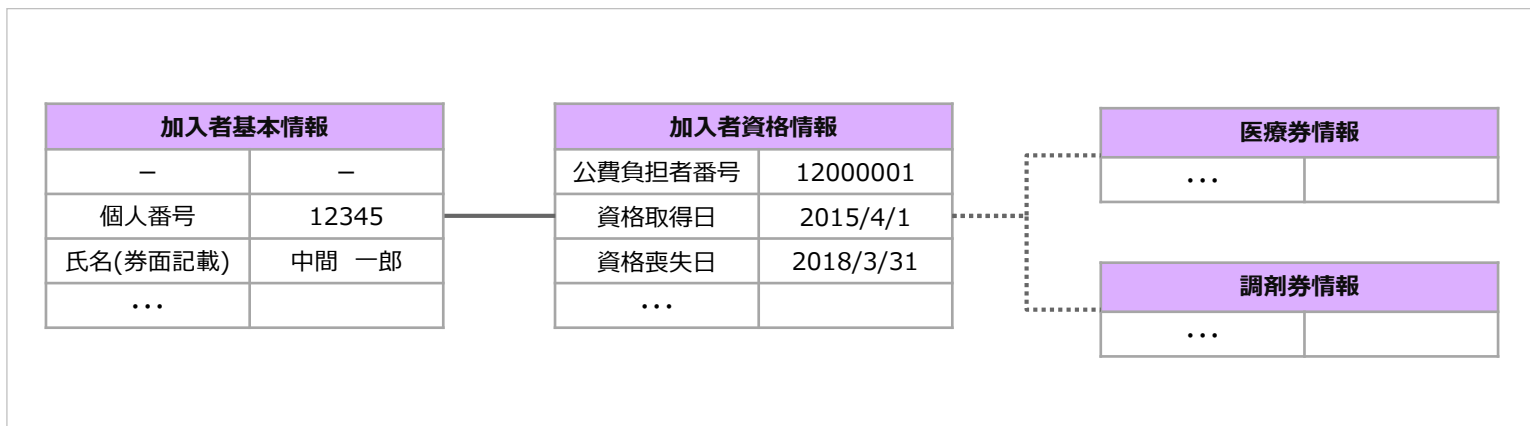 加入者基本情報
－ －
個人番号 12345
氏名(券面記載) 中間 一郎
･･･
加入者資格情報
公費負担者番号 12000001
資格取得日 2015/4/1
資格喪失日 2018/3/31
･･･
医療券情報
･･･
調剤券情報
･･･